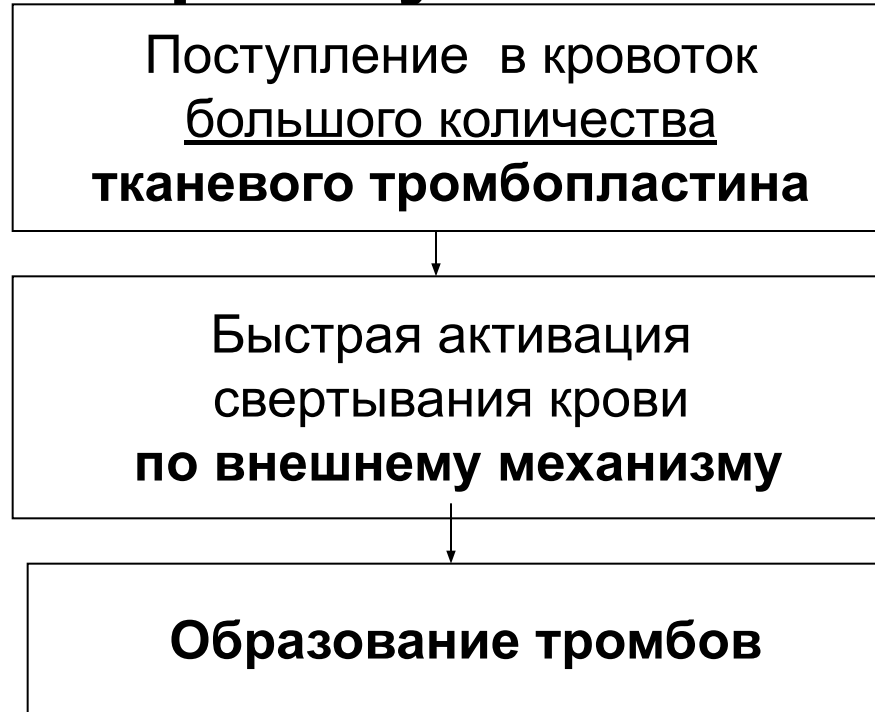 Поступление в кровоток
большого количества
тканевого тромбопластина
Быстрая активация
свертывания крови
по внешнему механизму
Образование тромбов